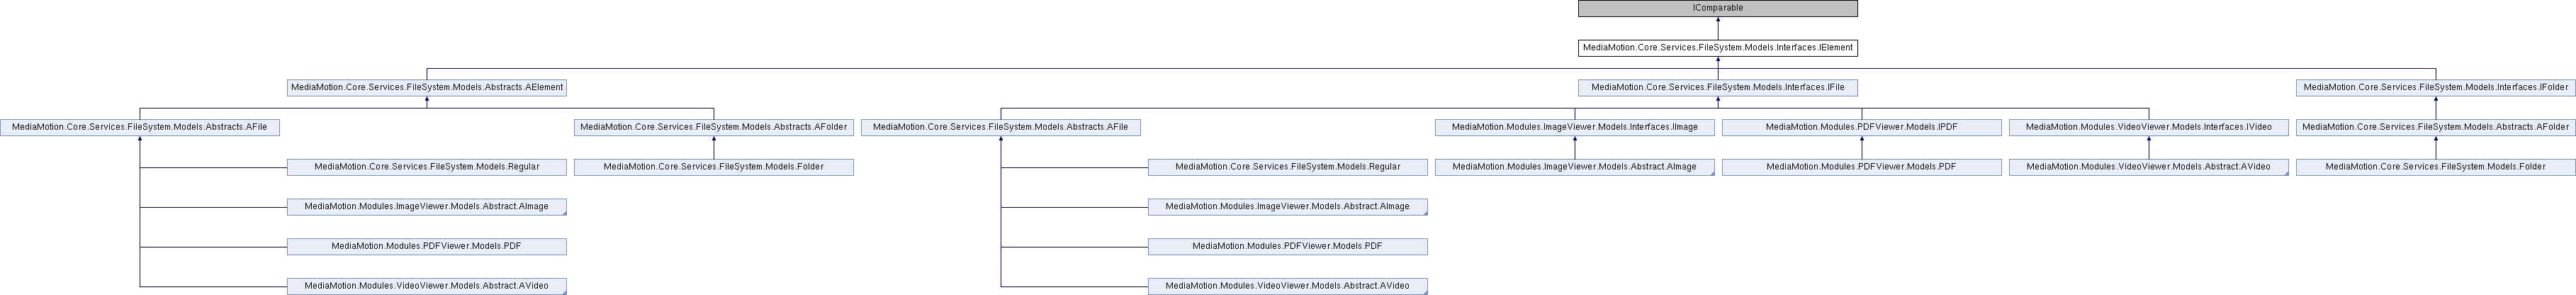 IComparable
MediaMotion.Core.Services.FileSystem.Models.Interfaces.IElement
MediaMotion.Core.Services.FileSystem.Models.Abstracts.AElement
MediaMotion.Core.Services.FileSystem.Models.Interfaces.IFile
MediaMotion.Core.Services.FileSystem.Models.Interfaces.IFolder
MediaMotion.Core.Services.FileSystem.Models.Abstracts.AFile
MediaMotion.Core.Services.FileSystem.Models.Abstracts.AFolder
MediaMotion.Core.Services.FileSystem.Models.Abstracts.AFile
MediaMotion.Modules.ImageViewer.Models.Interfaces.IImage
MediaMotion.Modules.PDFViewer.Models.IPDF
MediaMotion.Modules.VideoViewer.Models.Interfaces.IVideo
MediaMotion.Core.Services.FileSystem.Models.Abstracts.AFolder
MediaMotion.Core.Services.FileSystem.Models.Regular
MediaMotion.Core.Services.FileSystem.Models.Folder
MediaMotion.Core.Services.FileSystem.Models.Regular
MediaMotion.Modules.ImageViewer.Models.Abstract.AImage
MediaMotion.Modules.PDFViewer.Models.PDF
MediaMotion.Modules.VideoViewer.Models.Abstract.AVideo
MediaMotion.Core.Services.FileSystem.Models.Folder
MediaMotion.Modules.ImageViewer.Models.Abstract.AImage
MediaMotion.Modules.ImageViewer.Models.Abstract.AImage
MediaMotion.Modules.PDFViewer.Models.PDF
MediaMotion.Modules.PDFViewer.Models.PDF
MediaMotion.Modules.VideoViewer.Models.Abstract.AVideo
MediaMotion.Modules.VideoViewer.Models.Abstract.AVideo